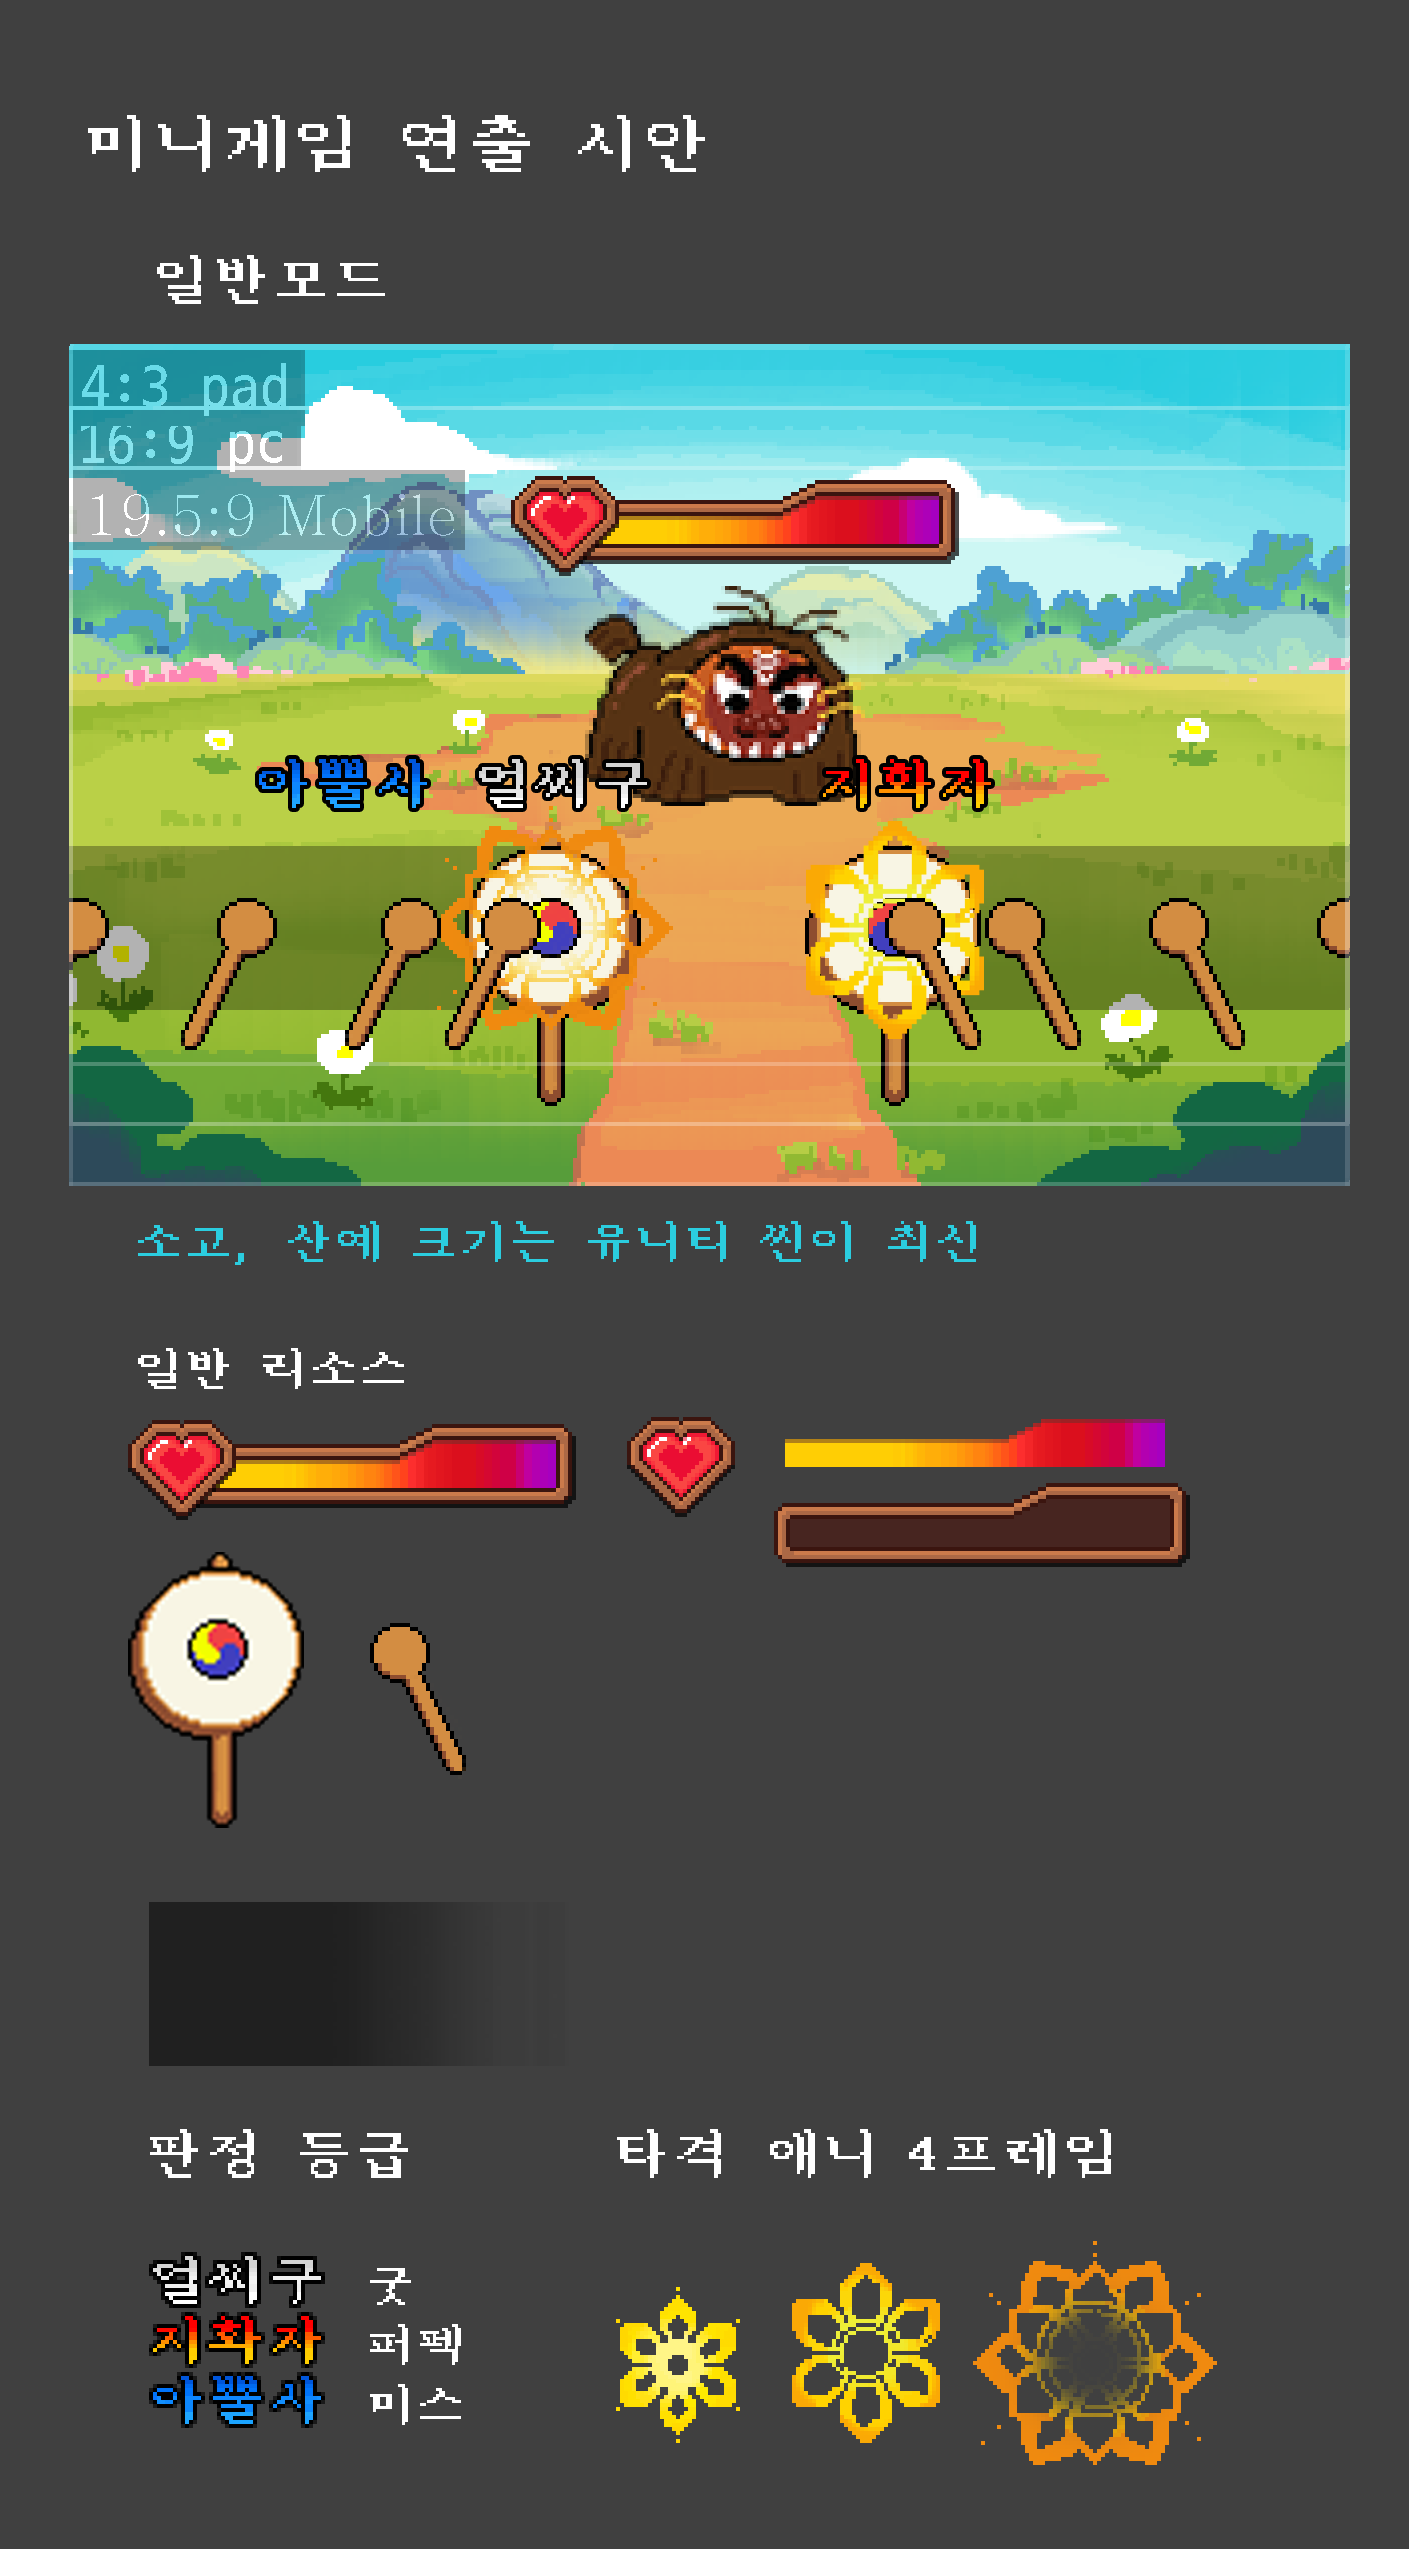 미니게임 연출 시안
일반모드
4:3 pad
16:9 pc
19.5:9 Mobile
아뿔사 얼씨구 지화자
소고, 산예 크기는 유니티 씬이 최신
일반 리소스
판정 등급
타격 애니 4프레임
얼씨구 굿
지화자 퍼펙
아뿔사 미스